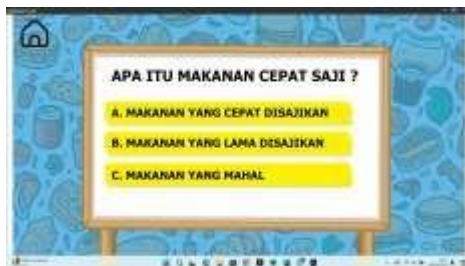 APA ITU MAKANAN CEPAT SAJI ?
A. MAKANAN YANG CEPAT DISAJIKAN
B. MAKANAN YANG LAMA DISAJIKAN
C. MAKANAN YANG MAHAL